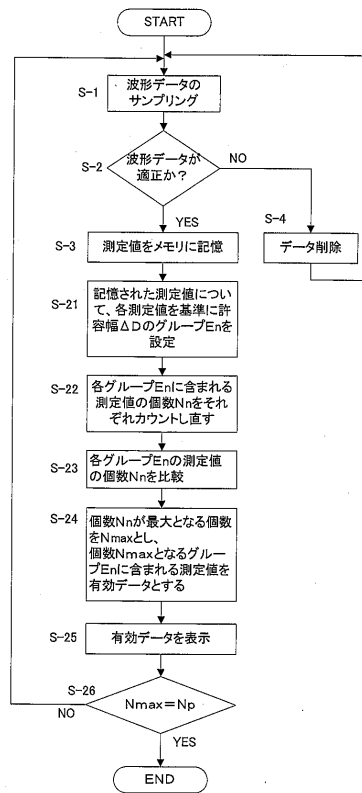 START
S-1
波形データの
サンプリング
S-2
波形データが
適正か？
NO
YES
S-4
データ削除
S-3
測定値をメモリに記憶
S-21
記憶された測定値につい
て、各測定値を基準に許
容幅ΔDのグループEnを
設定
S-22
各グループEnに含まれる
測定値の個数Nnをそれ
ぞれカウントし直す
S-23
各グループEnの測定値
の個数Nnを比較
S-24
個数Nnが最大となる個数
をNmaxとし、
個数Nmaxとなるグルー
プEnに含まれる測定値を
有効データとする
S-25
有効データを表示
S-26
Nmax＝Np
NO
YES
END